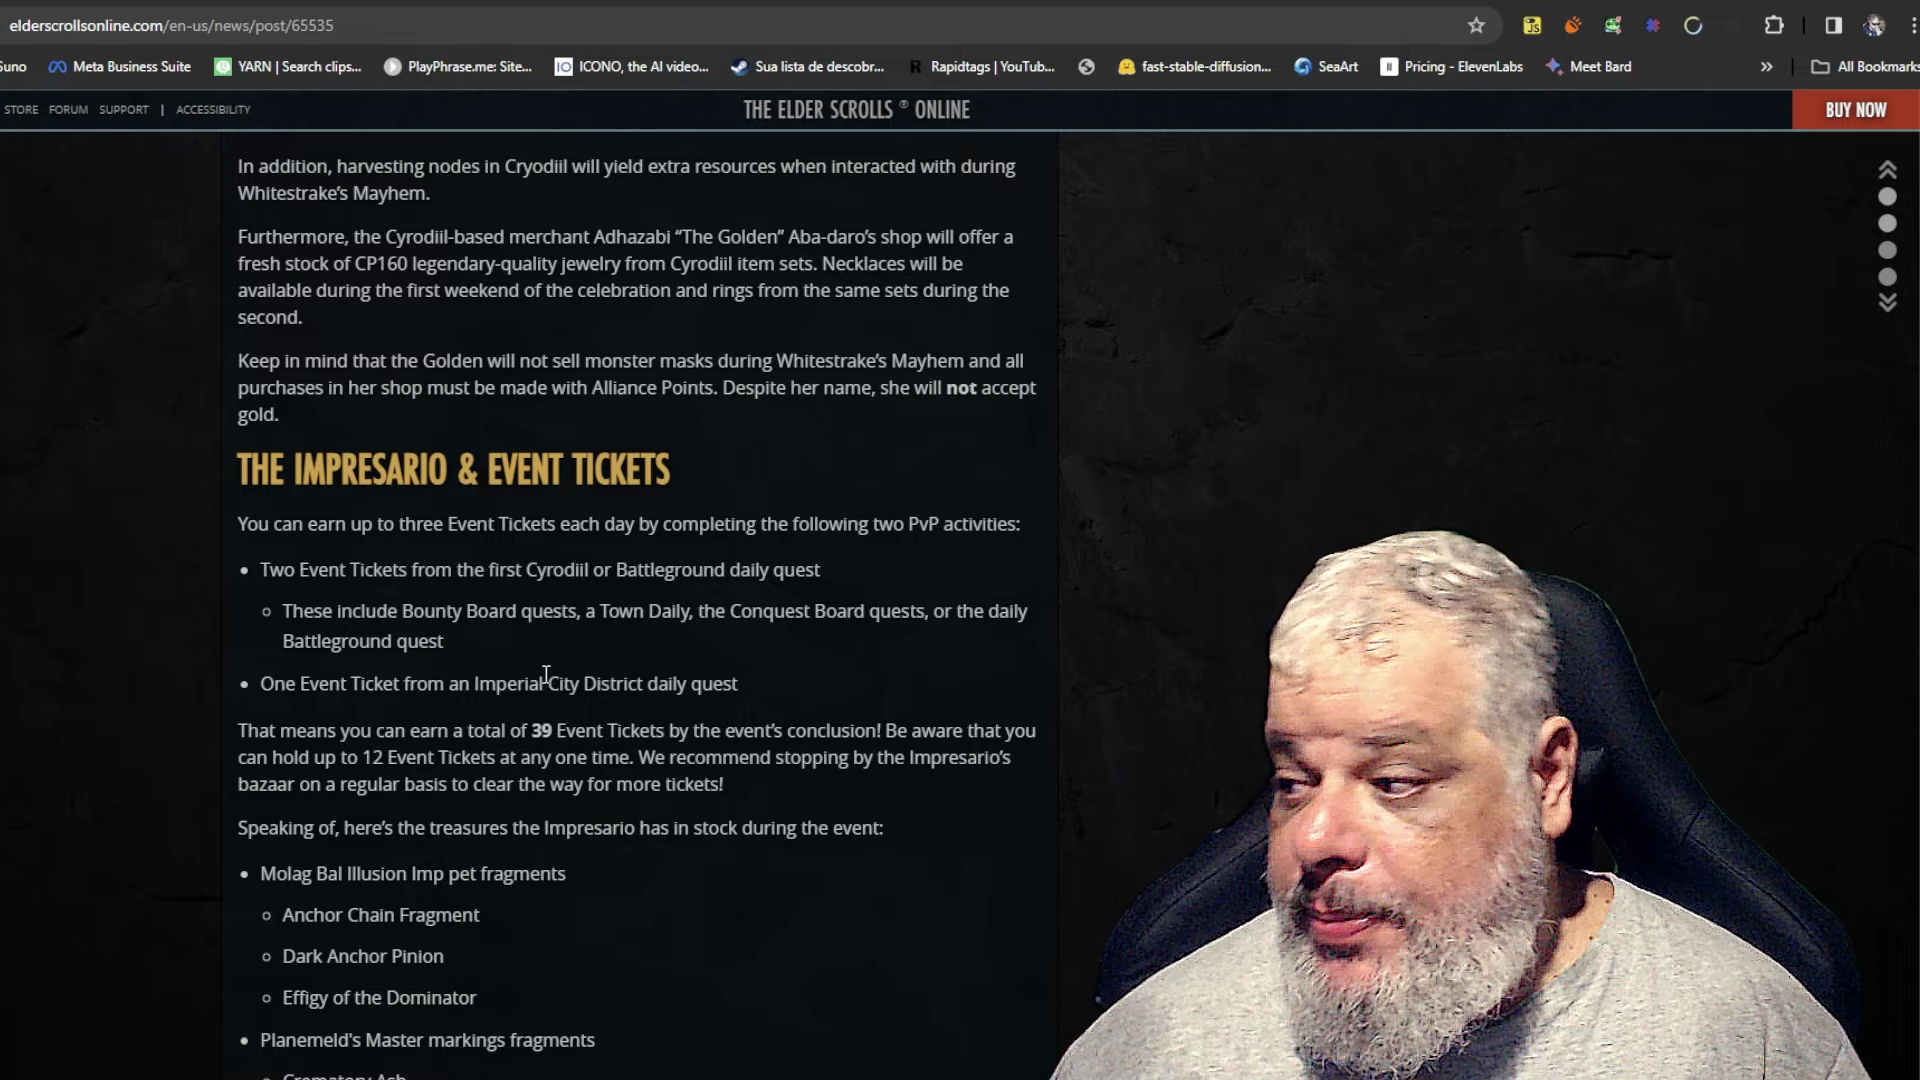 elderscrollsonline.com/en-us/news/post/65535
uno Meta Business Suite YARN | Search clips... PlayPhrase.me: Site... IO ICONO, the AI video... Sua lista de descobr... R Rapidtags | YouTub... fast-stable-diffusion... SeaArt II Pricing - ElevenLabs Meet Bard » All Bookmarks
STORE FORUM SUPPORT | ACCESSIBILITY THE ELDER SCROLLS ® ONLINE BUY NOW
In addition, harvesting nodes in Cryodiil will yield extra resources when interacted with during
Whitestrake's Mayhem.
Furthermore, the Cyrodiil-based merchant Adhazabi “The Golden” Aba-daro's shop will offer a
fresh stock of CP160 legendary-quality jewelry from Cyrodiil item sets. Necklaces will be
available during the first weekend of the celebration and rings from the same sets during the
second.
Keep in mind that the Golden will not sell monster masks during Whitestrake's Mayhem and all
purchases in her shop must be made with Alliance Points. Despite her name, she will not accept
gold.
THE IMPRESARIO & EVENT TICKETS
You can earn up to three Event Tickets each day by completing the following two PvP activities:
• Two Event Tickets from the first Cyrodiil or Battleground daily quest
○ These include Bounty Board quests, a Town Daily, the Conquest Board quests, or the daily
Battleground quest
• One Event Ticket from an Imperial City District daily quest
That means you can earn a total of 39 Event Tickets by the event's conclusion! Be aware that you
can hold up to 12 Event Tickets at any one time. We recommend stopping by the Impresario's
bazaar on a regular basis to clear the way for more tickets!
Speaking of, here's the treasures the Impresario has in stock during the event:
• Molag Bal Illusion Imp pet fragments
○ Anchor Chain Fragment
○ Dark Anchor Pinion
○ Effigy of the Dominator
• Planemeld's Master markings fragments
○ Crematory Ash